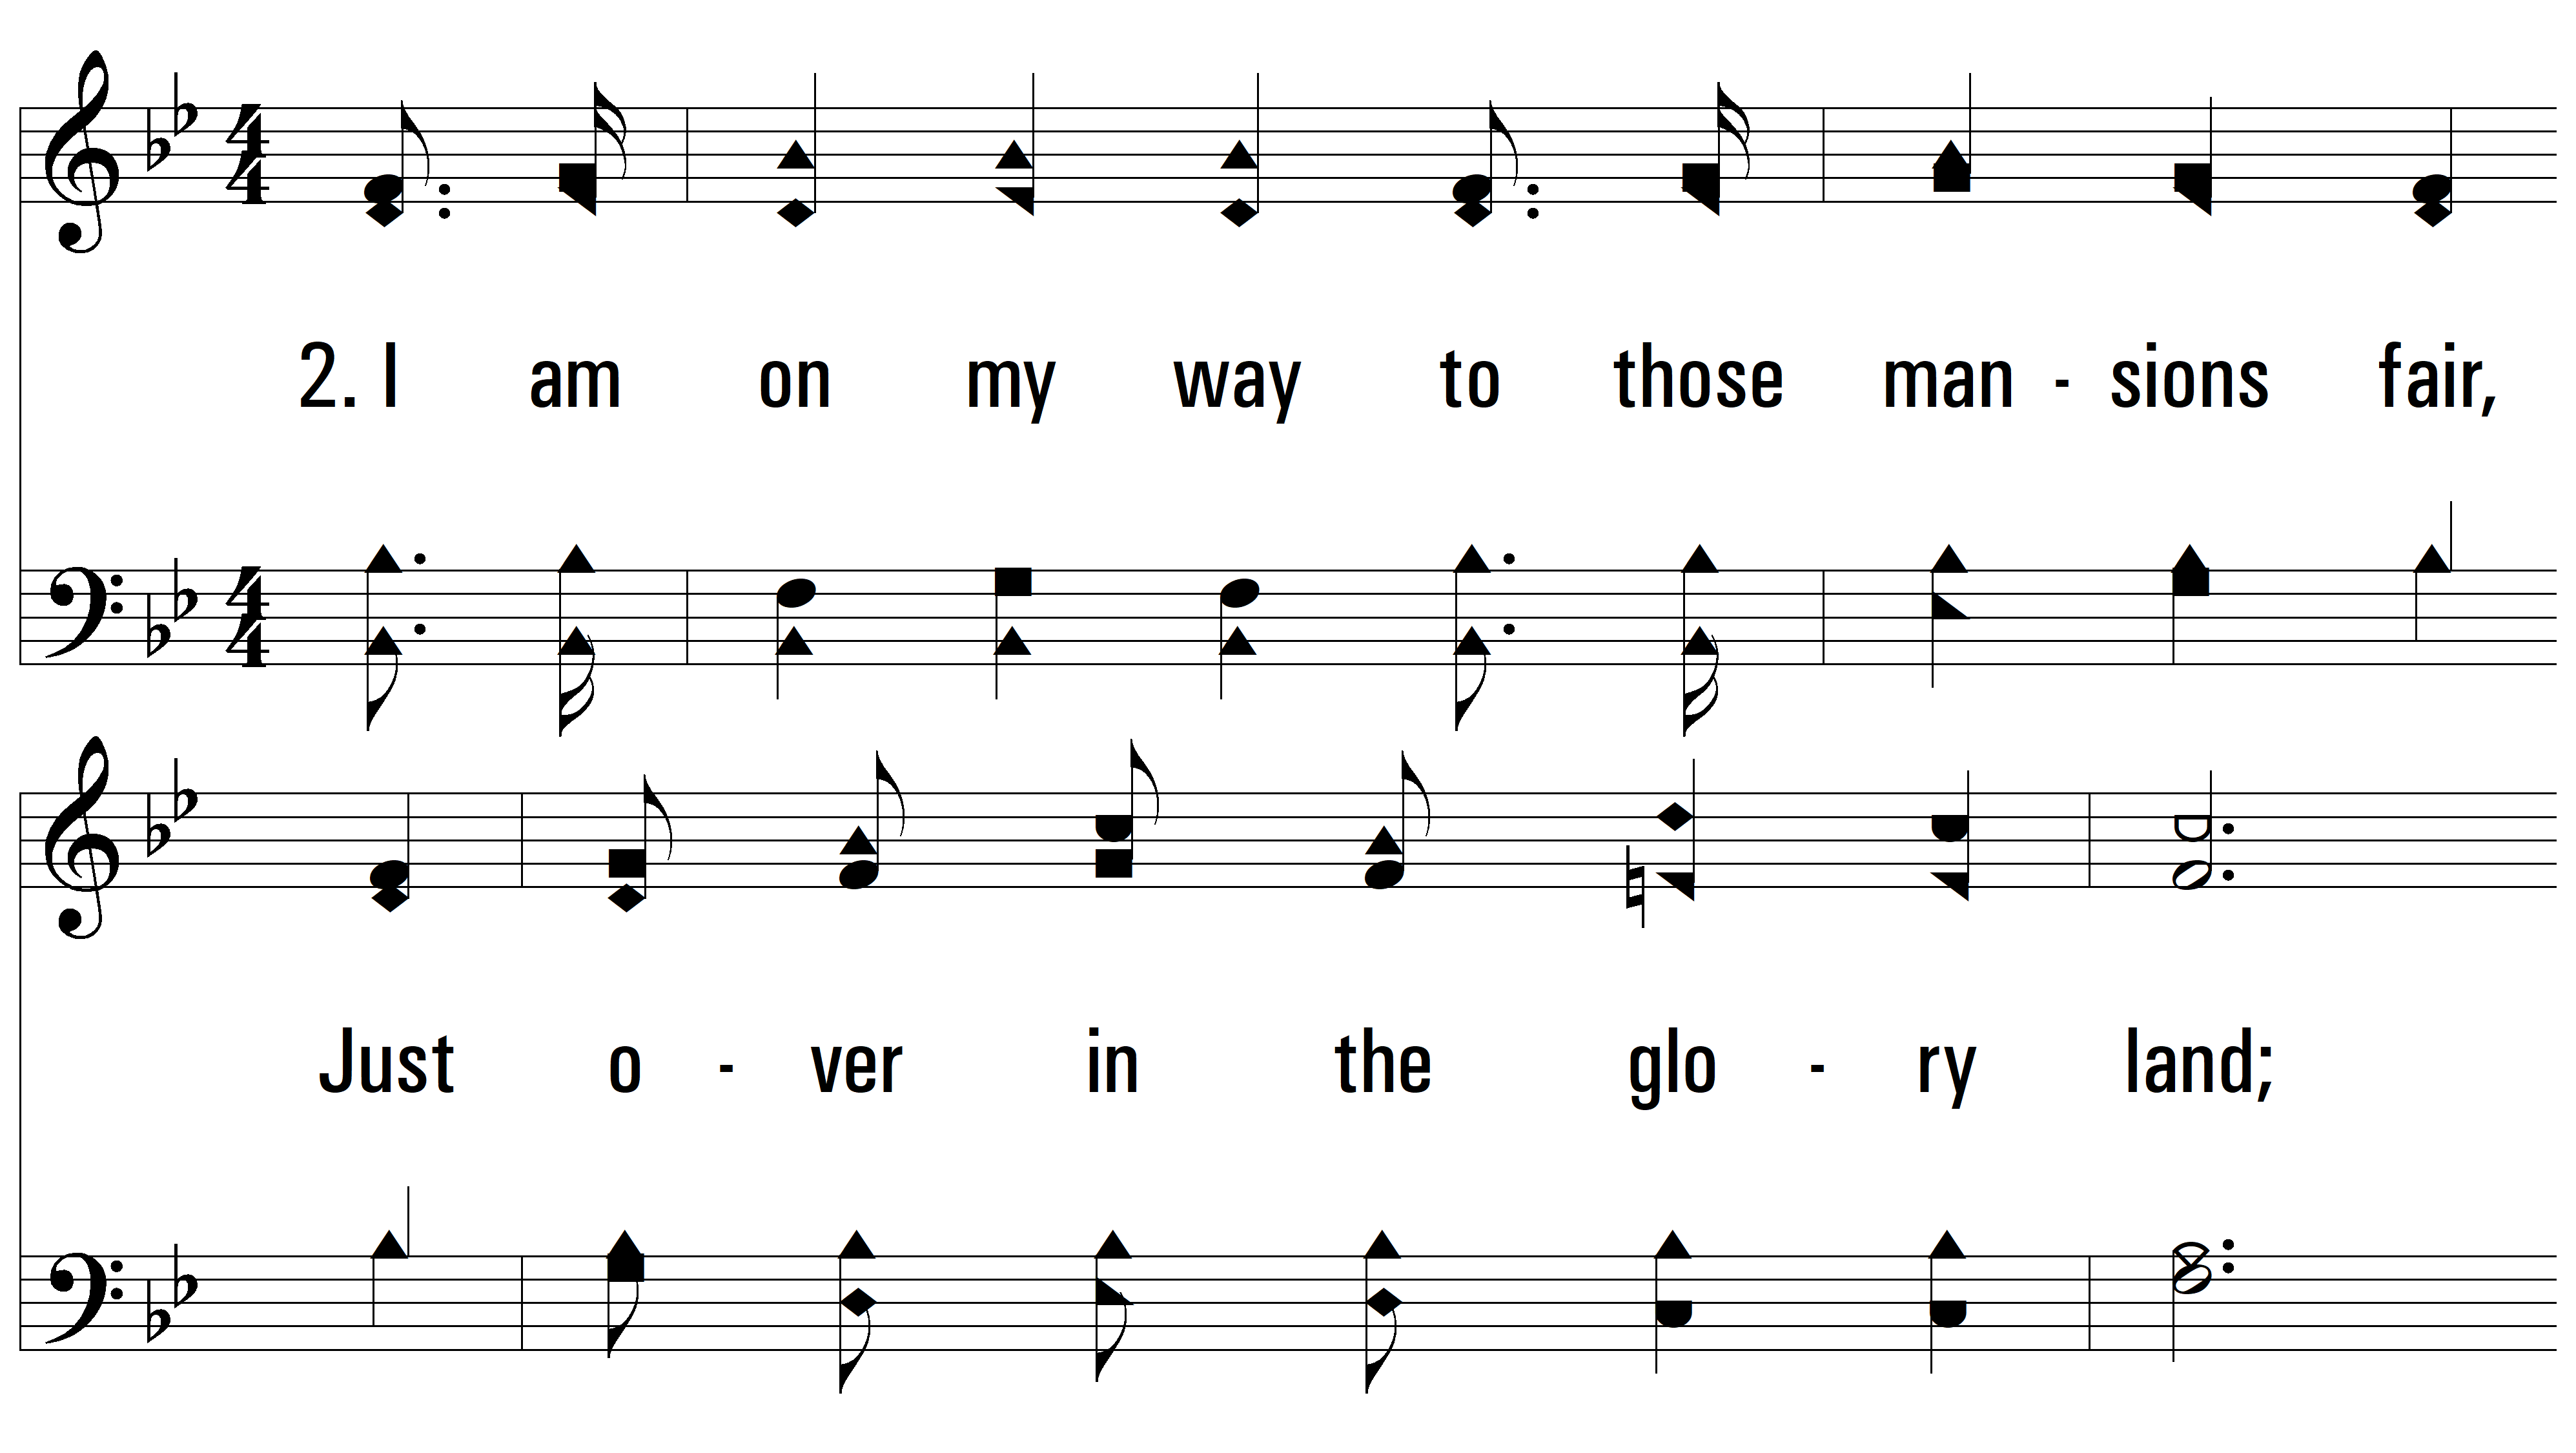 2. I am on my way to those man - sions fair,
Just o - ver in the glo - ry land;